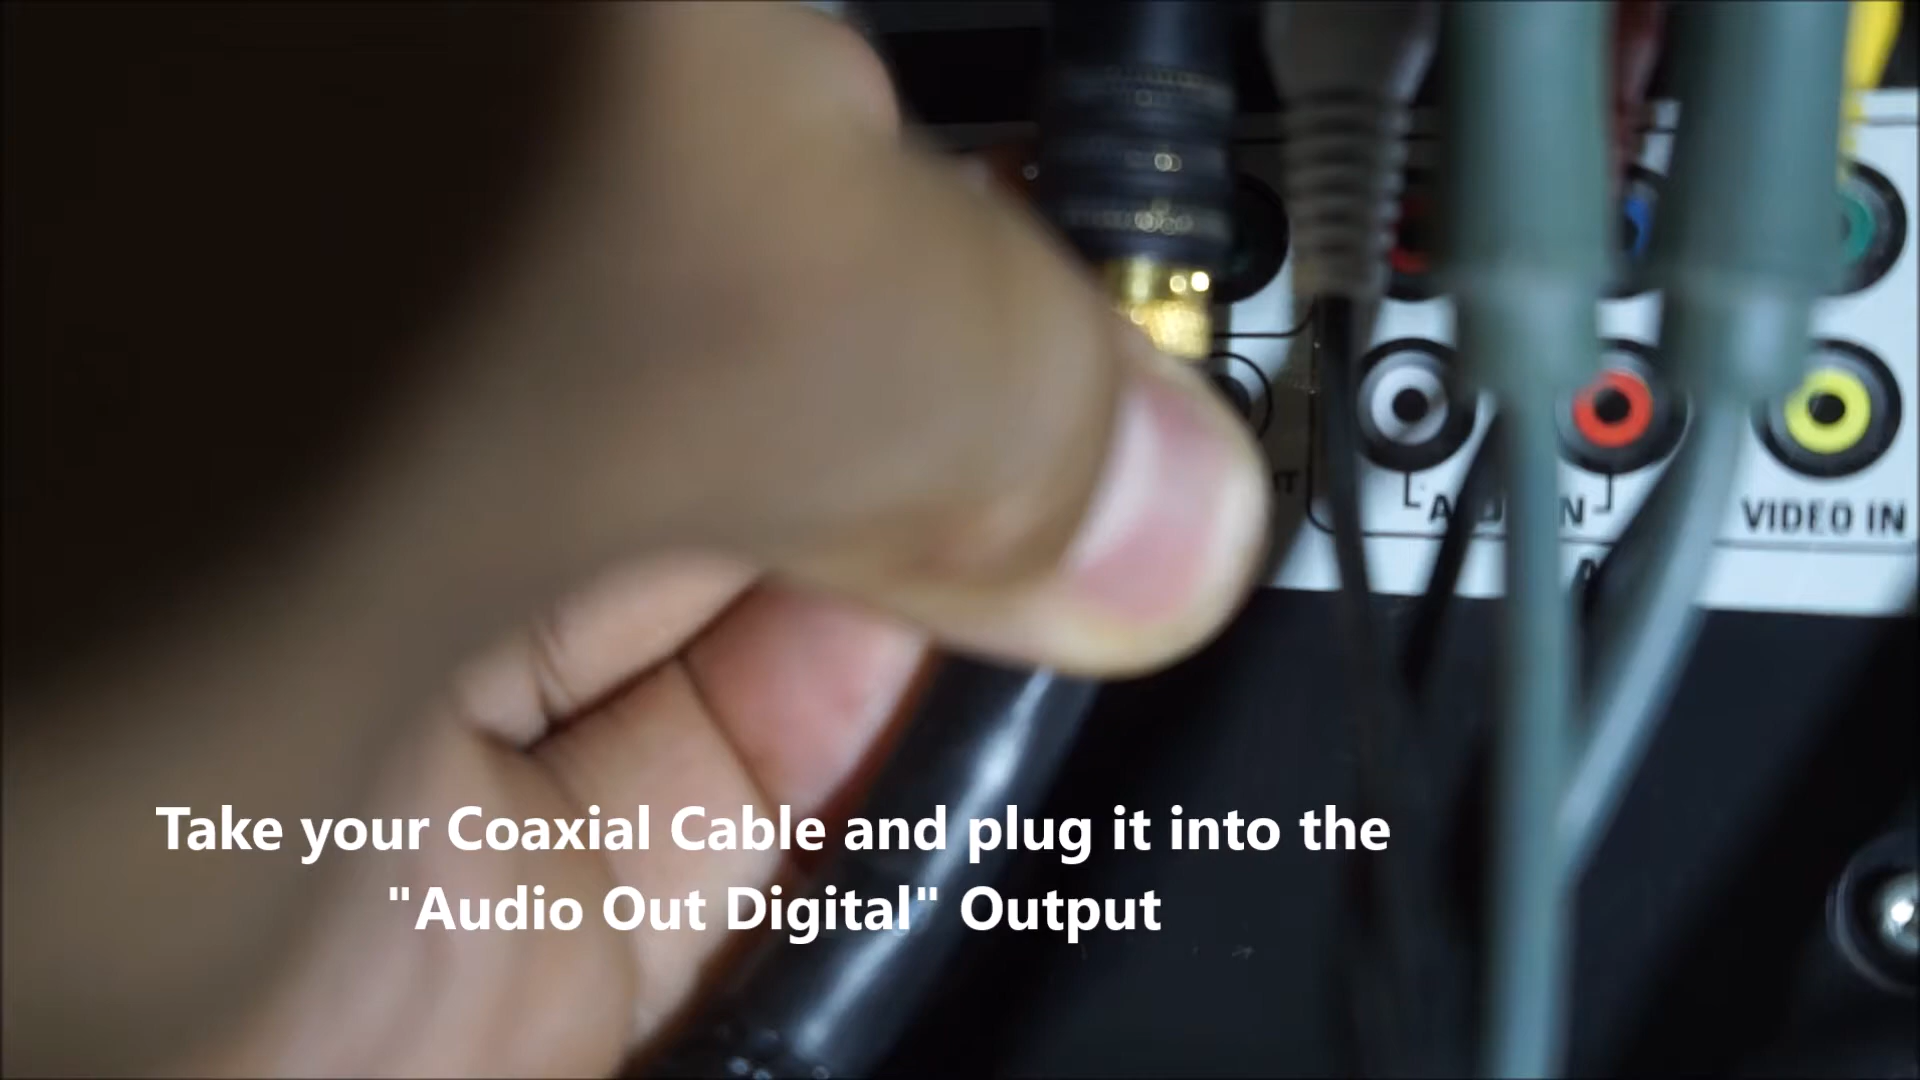 VIDEO IN
Take your Coaxial Cable and plug it into the
"Audio Out Digital" Output